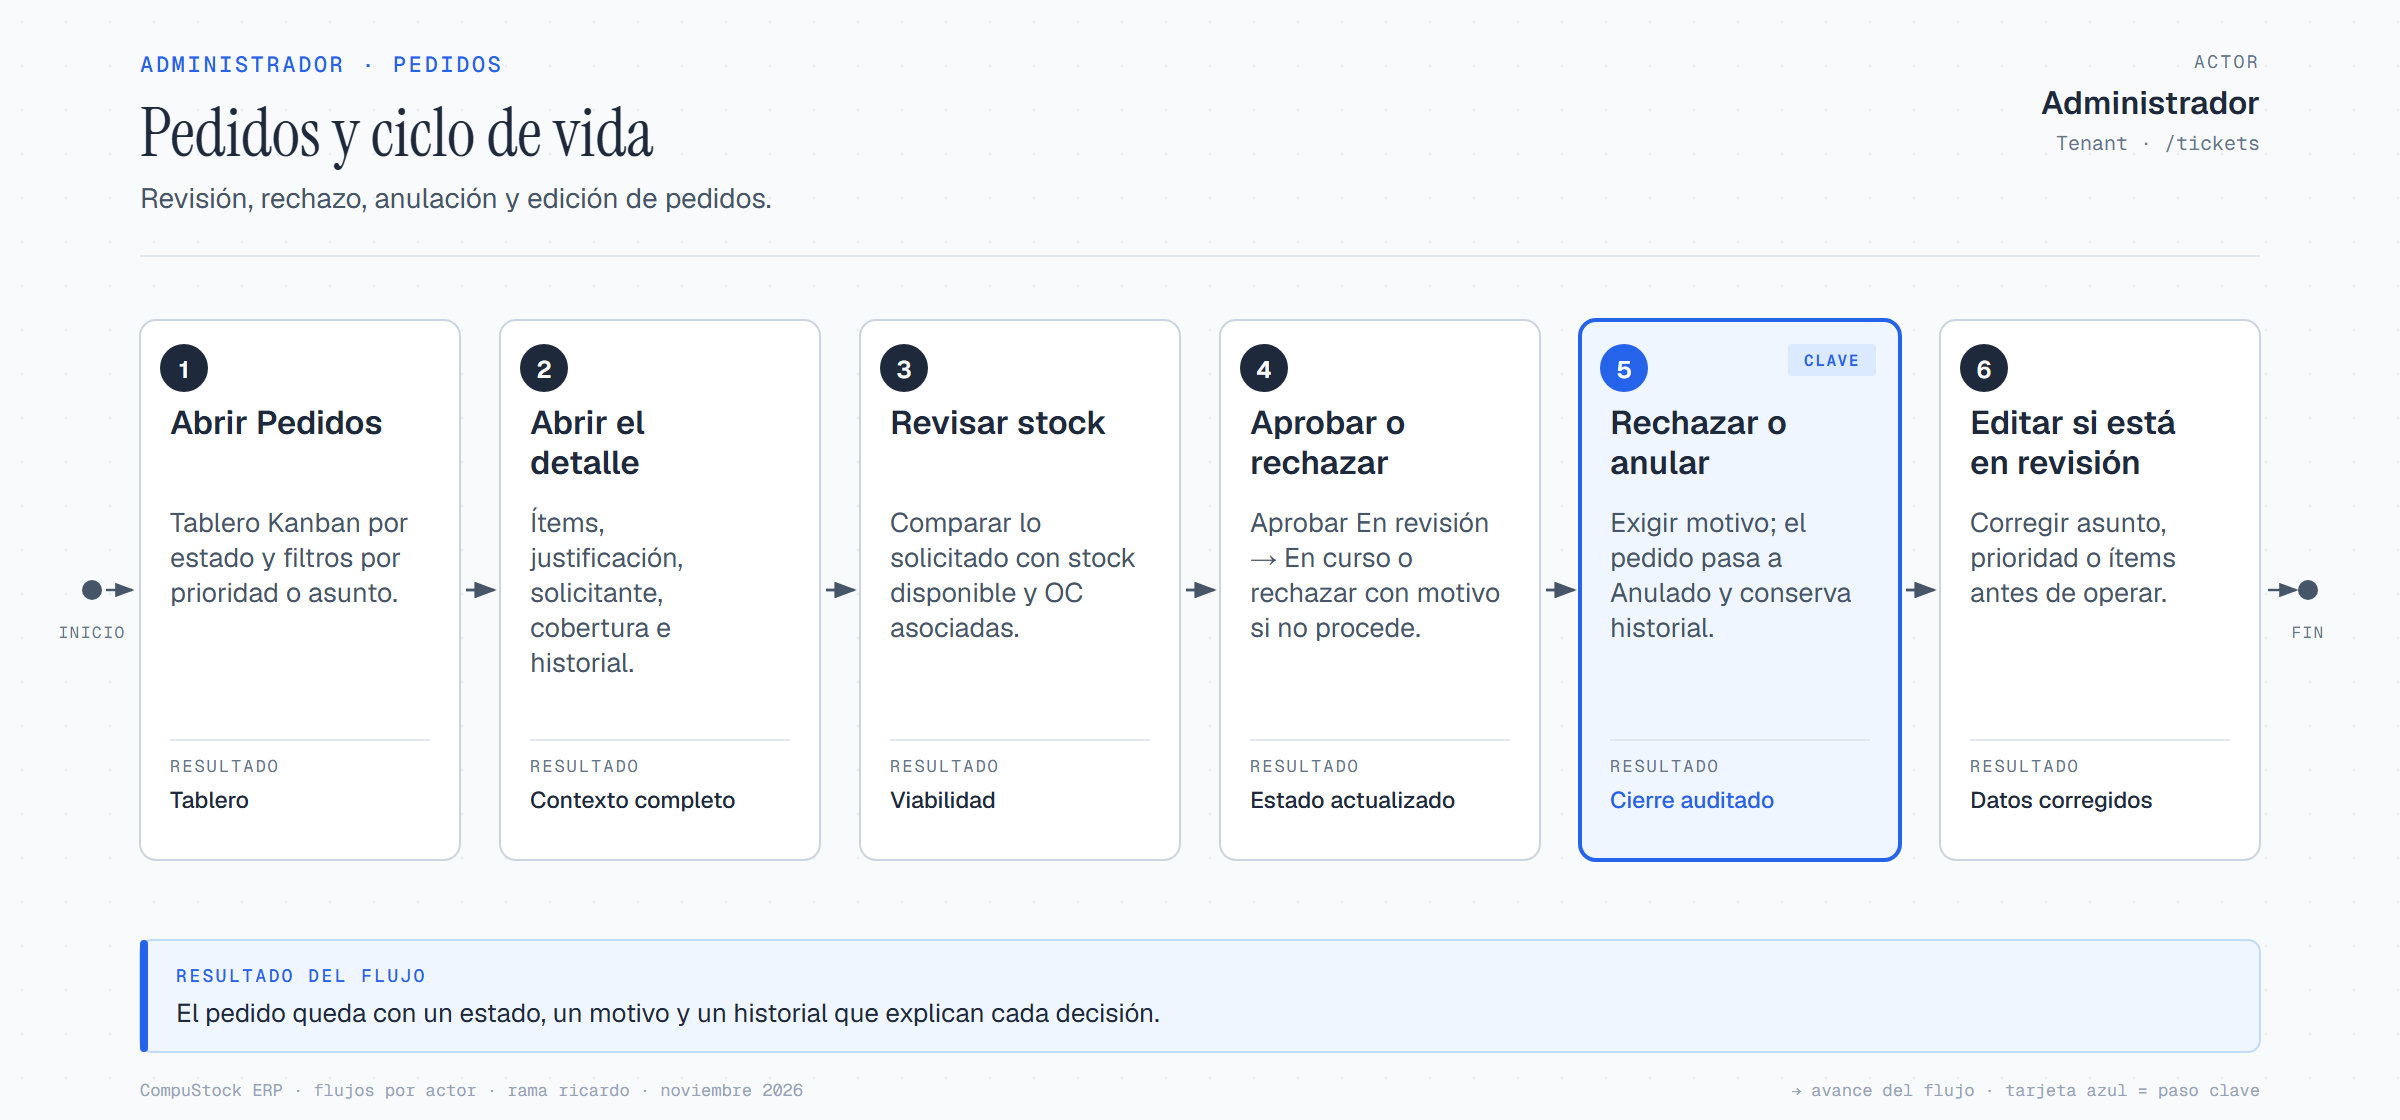 ADMINISTRADOR · PEDIDOS
Pedidos y ciclo de vida
Revisión, rechazo, anulación y edición de pedidos.
ACTOR
Administrador
Tenant · /tickets
INICIO
1
Abrir Pedidos
Tablero Kanban por
estado y filtros por
prioridad o asunto.
RESULTADO
Tablero
2
Abrir el
detalle
Ítems,
justificación,
solicitante,
cobertura e
historial.
RESULTADO
Contexto completo
3
Revisar stock
Comparar lo
solicitado con stock
disponible y OC
asociadas.
RESULTADO
Viabilidad
4
Aprobar o
rechazar
Aprobar En revisión
→ En curso o
rechazar con motivo
si no procede.
RESULTADO
Estado actualizado
5
CLAVE
Rechazar o
anular
Exigir motivo; el
pedido pasa a
Anulado y conserva
historial.
RESULTADO
Cierre auditado
6
Editar si está
en revisión
Corregir asunto,
prioridad o ítems
antes de operar.
RESULTADO
Datos corregidos
FIN
RESULTADO DEL FLUJO
El pedido queda con un estado, un motivo y un historial que explican cada decisión.
CompuStock ERP · flujos por actor · rama ricardo · noviembre 2026
→ avance del flujo · tarjeta azul = paso clave